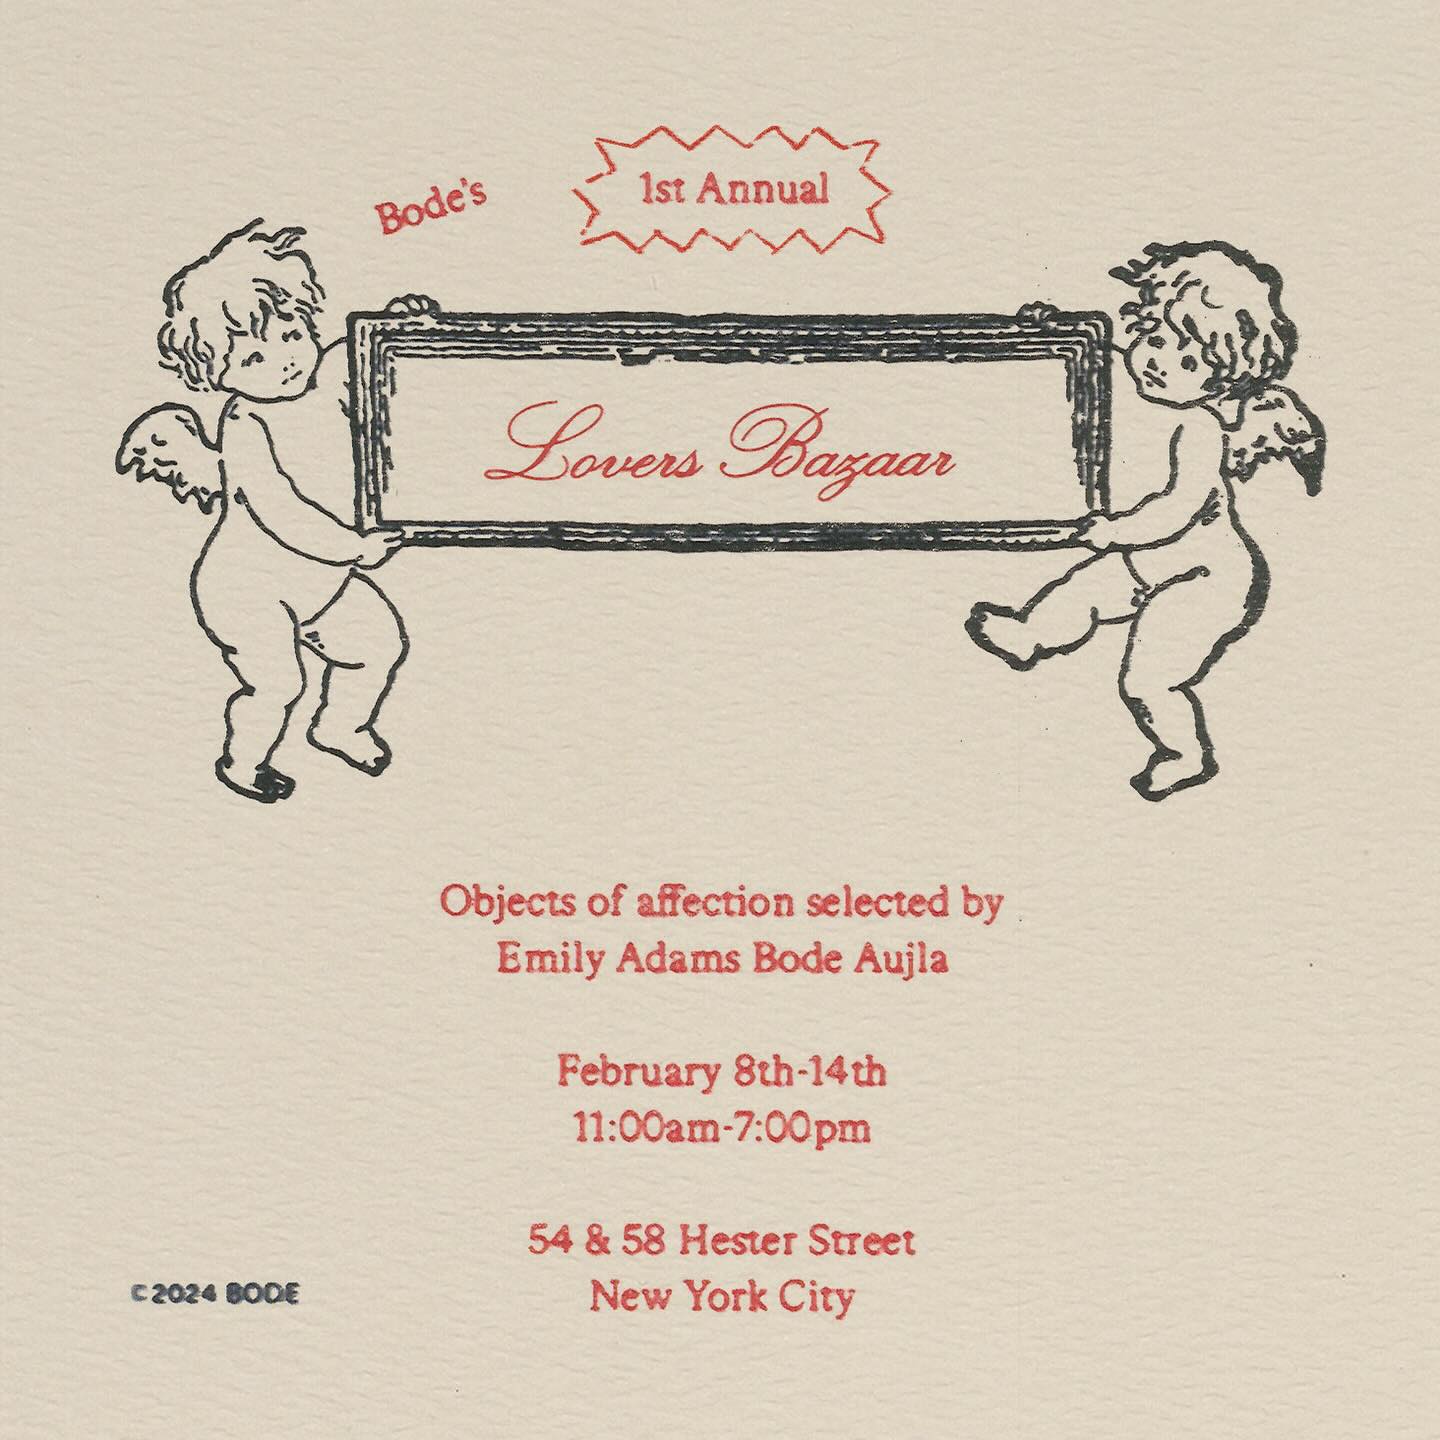 Bode's
1st Annual
Lovers Bazaar
Objects of affection selected by
Emily Adams Bode Aujla
February 8th-14th
11:00am-7:00pm
54 & 58 Hester Street
New York City
©2024 BODE